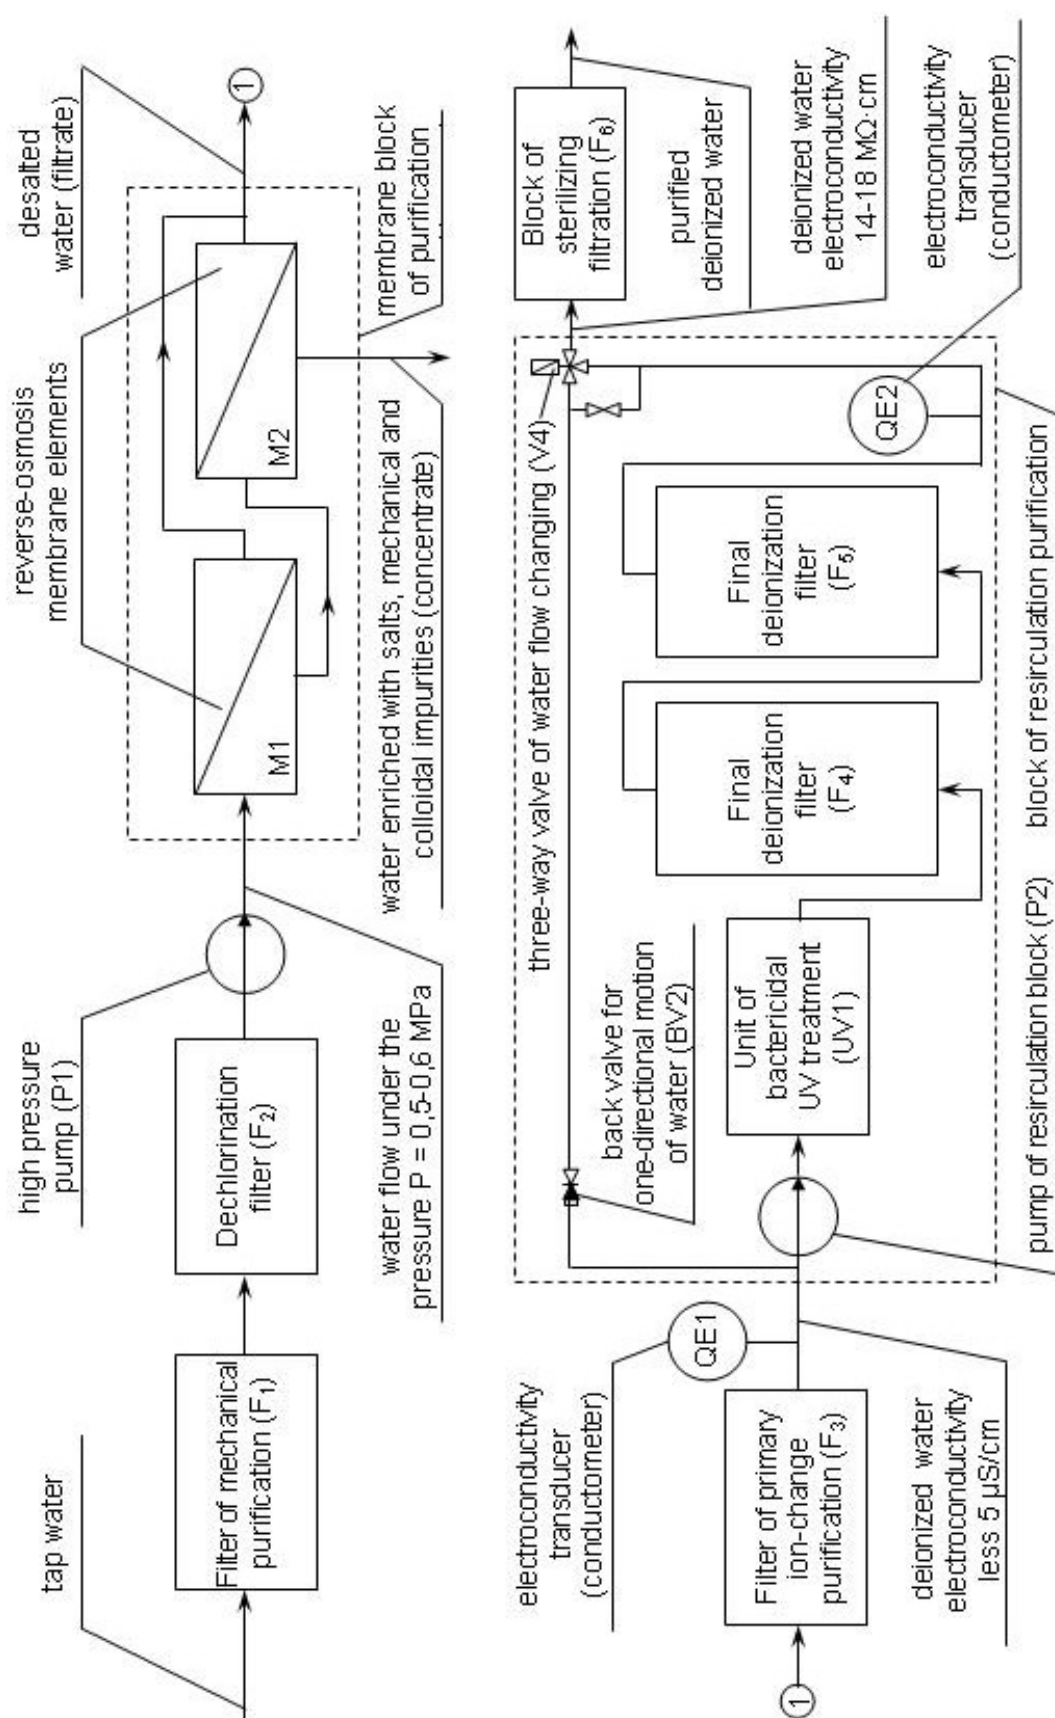 tap water
Filter of mechanical
purification (F₁)
Dechlorination
filter (F₂)
high pressure
pump (P1)
water flow under the
pressure P = 0,5-0,6 MPa
reverse-osmosis
membrane elements
M1
M2
desalted
water (filtrate)
1
membrane block
of purification
water enriched with salts, mechanical and
colloidal impurities (concentrate)
1
Filter of primary
ion-change
purification (F₃)
electroconductivity
transducer
(conductometer)
QE1
deionized water
electroconductivity
less 5 µS/cm
back valve for
one-directional motion
of water (BV2)
Unit of
bactericidal
UV treatment
(UV1)
pump of resirculation block (P2)
three-way valve of water flow changing (V4)
Final
deionization
filter
(F₄)
Final
deionization
filter
(F₅)
block of resirculation purification
QE2
Block of
sterilizing
filtration (F₆)
purified
deionized water
deionized water
electroconductivity
14-18 MΩ·cm
electroconductivity
transducer
(conductometer)